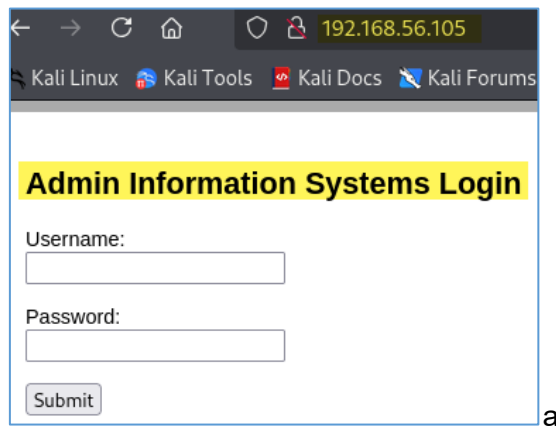 192.168.56.105
Kali Linux Kali Tools Kali Docs Kali Forums
Admin Information Systems Login
Username:
Password:
Submit
a